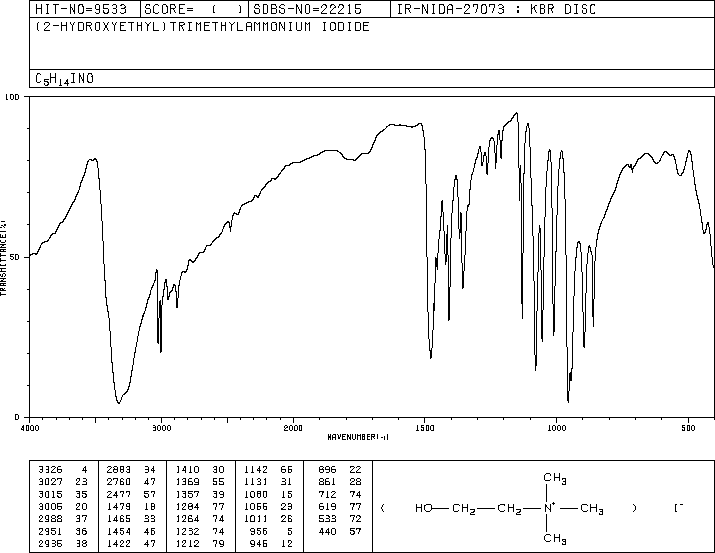 HIT-NO=9533 SCORE= ( ) SDBS-NO=22215 IR-NIDA-27073 : KBR DISC
(2-HYDROXYETHYL)TRIMETHYLAMMONIUM IODIDE
C5H14INO
100
50
0
TRANSMITTANCE(%)
4000 3000 2000 1500 1000 500
WAVENUMBER(-1)
3326 4 2883 34 1410 30 1142 66 896 22
3027 23 2760 47 1369 55 1131 31 861 28
3015 35 2477 57 1357 39 1080 15 712 74
3005 20 1479 18 1284 77 1055 23 619 77
2988 37 1465 33 1264 74 1011 26 533 72
2951 36 1454 46 1232 74 956 5 440 57
2935 38 1422 47 1212 79 945 12
CH3
( HO—CH2—CH2—N+—CH3 ) I-
CH3